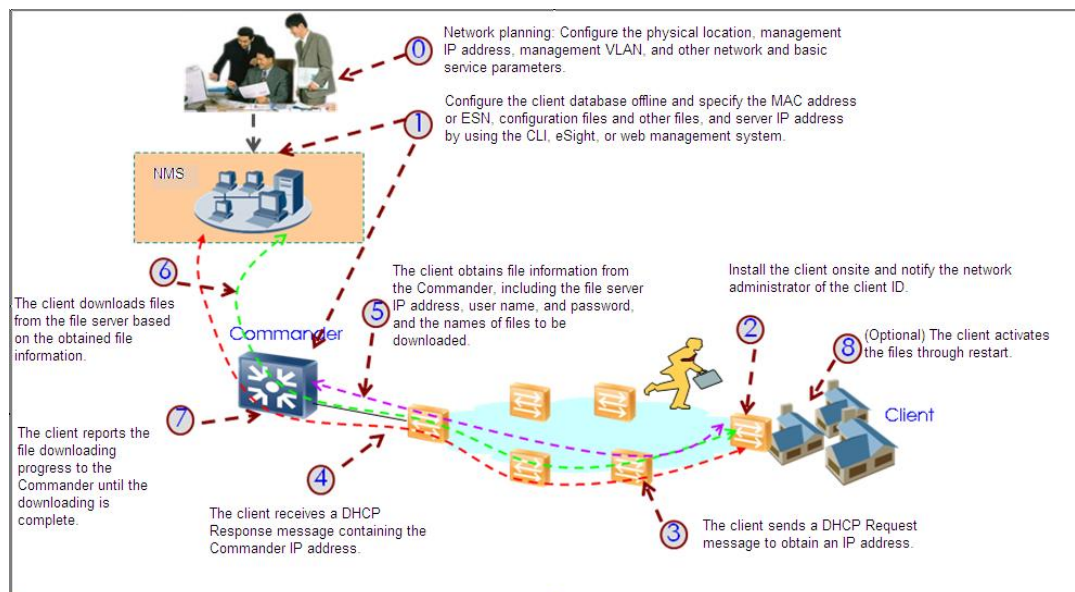 0
Network planning: Configure the physical location, management
IP address, management VLAN, and other network and basic
service parameters.
1
Configure the client database offline and specify the MAC address
or ESN, configuration files and other files, and server IP address
by using the CLI, eSight, or web management system.
NMS
6
The client downloads files
from the file server based
on the obtained file
information.
Commander
5
The client obtains file information from
the Commander, including the file server
IP address, user name, and password,
and the names of files to be
downloaded.
Install the client onsite and notify the network
administrator of the client ID.
2
8
(Optional) The client activates
the files through restart.
Client
7
The client reports the
file downloading
progress to the
Commander until the
downloading is
complete.
4
The client receives a DHCP
Response message containing the
Commander IP address.
3
The client sends a DHCP Request
message to obtain an IP address.